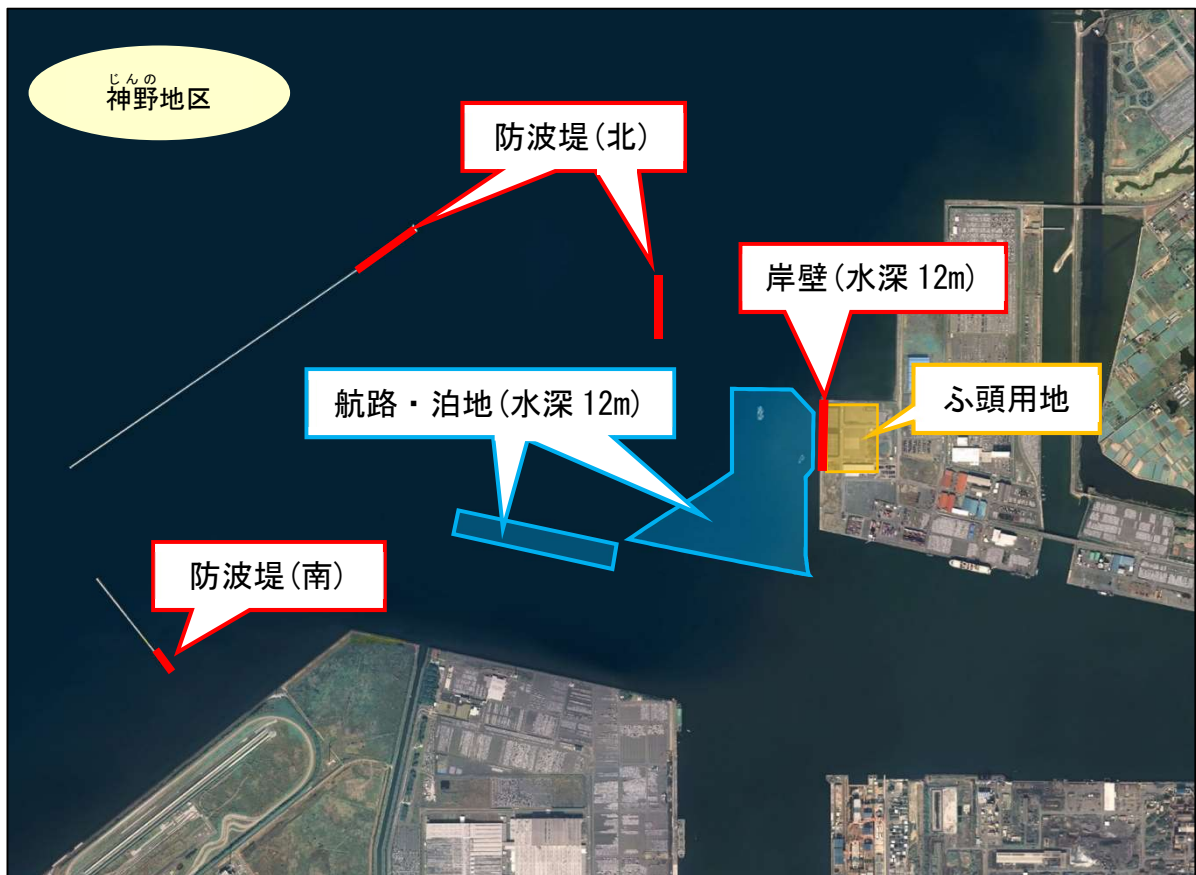 じんの
神野地区
防波堤(北)
岸壁(水深 12m)
航路・泊地(水深 12m)
ふ頭用地
防波堤(南)